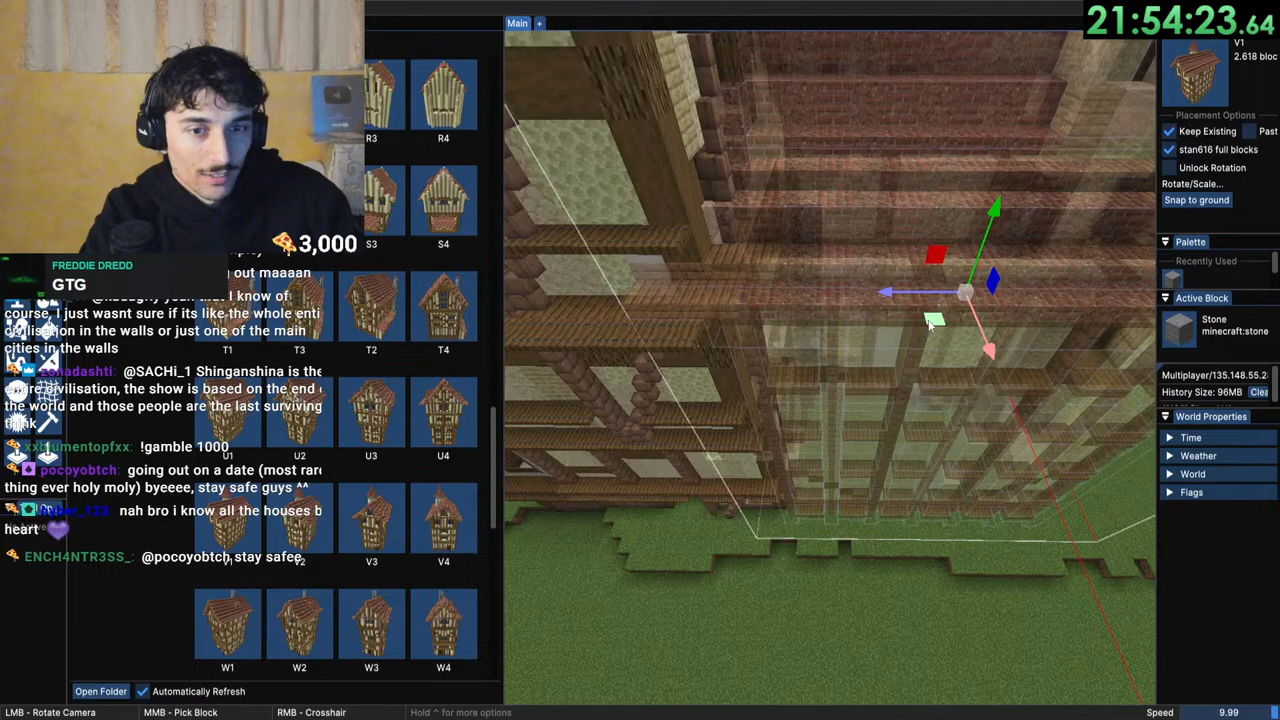 Main
+
21:54:23.64
V1
2.618 bloc
Placement Options
Keep Existing
Past
stan616 full blocks
Unlock Rotation
Rotate/Scale...
Snap to ground
Palette
Recently Used
Active Block
Stone
minecraft:stone
Multiplayer/135.148.55.2
History Size: 96MB
Clea
World Properties
Time
Weather
World
Flags
R3
R4
S3
S4
T1
T3
T2
T4
U1
U2
U3
U4
V2
V3
V4
W1
W2
W3
W4
3,000
FREDDIE DREDD
GTG
out maaaan
yeah that I know of
course, I just wasnt sure if its like the whole enti
civilisation in the walls or just one of the main
cities in the walls
zonadashti: @SACHi_1 Shinganshina is the
entire civilisation, the show is based on the end o
the world and those people are the last surviving
think
!gamble 1000
pocoyobtch: going out on a date (most rare
thing ever holy moly) byeeee, stay safe guys ^^
nah bro i know all the houses b
heart 💜
ENCH4NTR3SS_: @pocoyobtch stay safee
Open Folder
Automatically Refresh
LMB - Rotate Camera
MMB - Pick Block
RMB - Crosshair
Hold ^ for more options
Speed
9.99